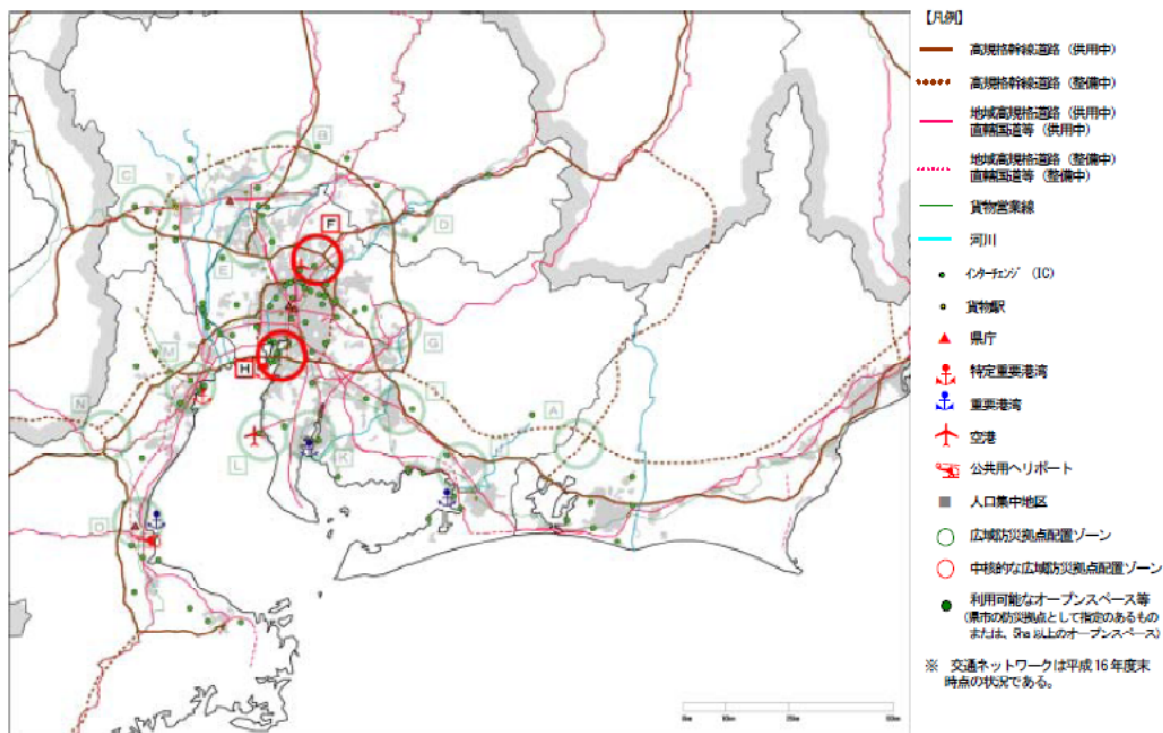 【凡例】
高規格幹線道路（供用中）
高規格幹線道路（整備中）
地域高規格道路（供用中）
直轄国道等（供用中）
地域高規格道路（整備中）
直轄国道等（整備中）
貨物営業線
河川
インターチェンジ （IC）
貨物駅
県庁
特定重要港湾
重要港湾
空港
公共用ヘリポート
人口集中地区
広域防災拠点配置ゾーン
中核的な広域防災拠点配置ゾーン
利用可能なオープンスペース等
（県市の防災拠点として指定のあるもの
または、5ha以上のオープンスペース）
※ 交通ネットワークは平成16年度末
時点の状況である。
B
C
D
F
E
G
M
H
I
A
N
L
K
O